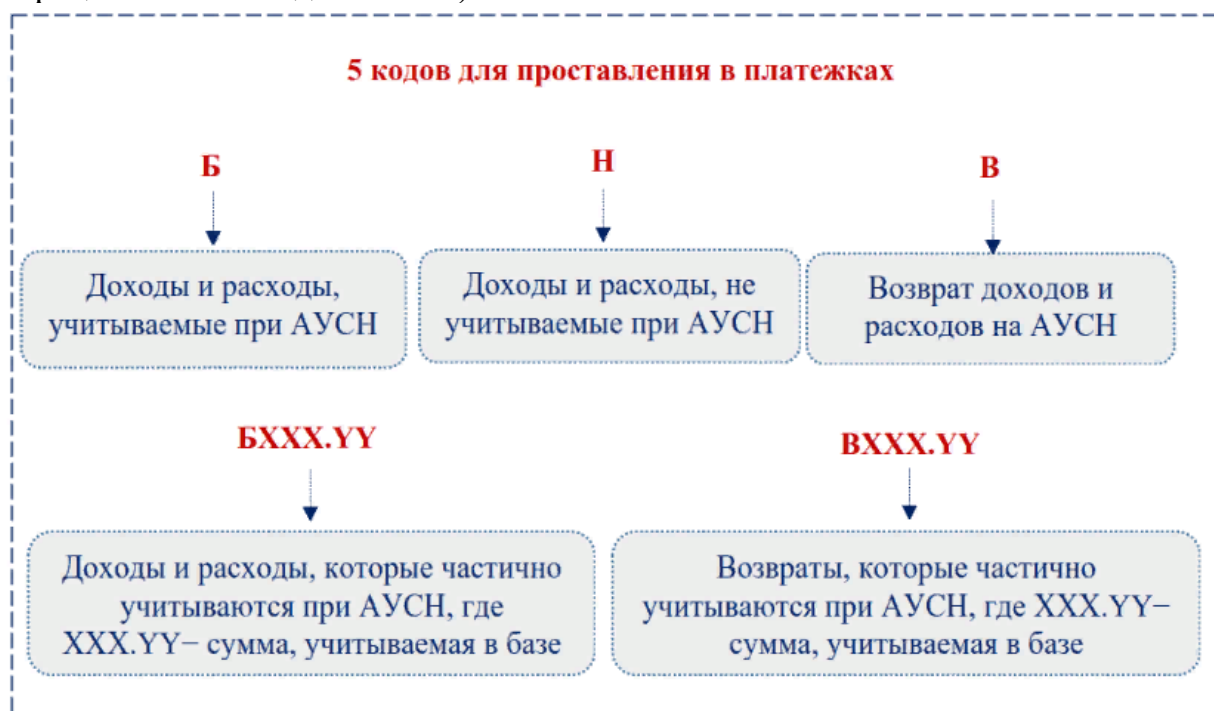 5 кодов для проставления в платежках
Б
Н
В
Доходы и расходы,
учитываемые при АУСН
Доходы и расходы, не
учитываемые при АУСН
Возврат доходов и
расходов на АУСН
БXXX.YY
ВXXX.YY
Доходы и расходы, которые частично
учитываются при АУСН, где
XXX.YY− сумма, учитываемая в базе
Возвраты, которые частично
учитываются при АУСН, где XXX.YY−
сумма, учитываемая в базе